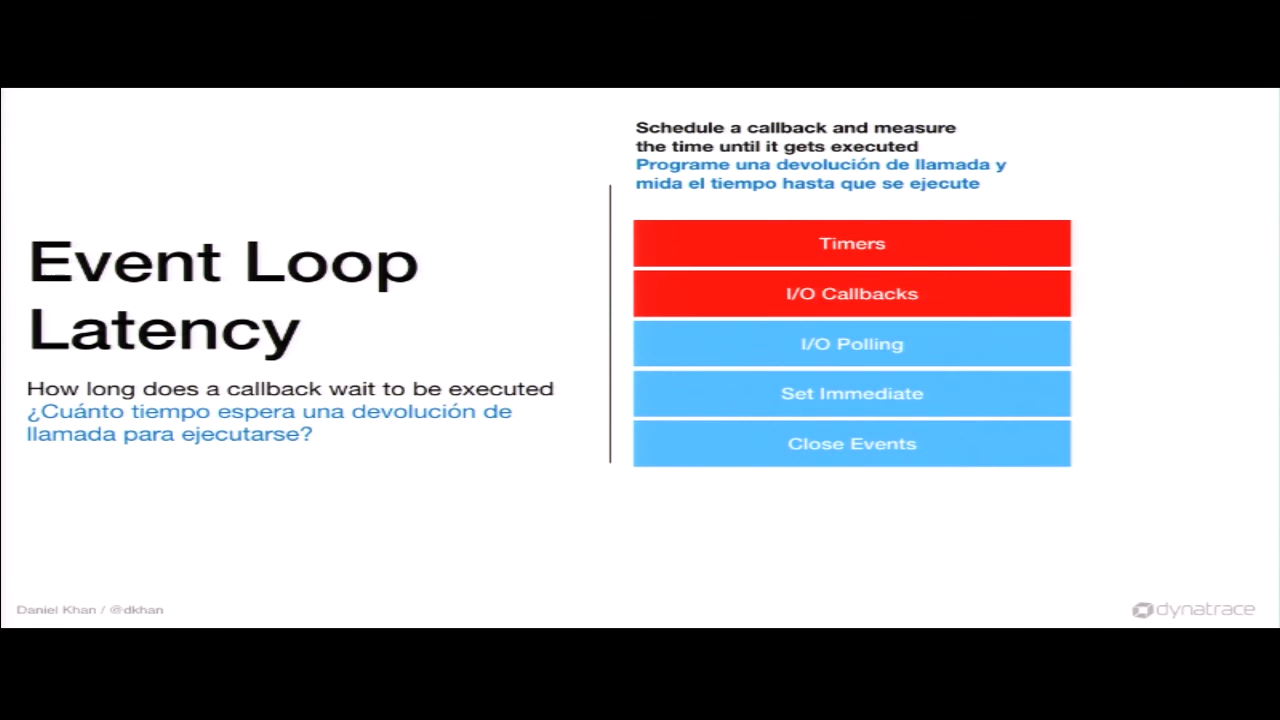 Event Loop
Latency
How long does a callback wait to be executed
¿Cuánto tiempo espera una devolución de
llamada para ejecutarse?
Schedule a callback and measure
the time until it gets executed
Programe una devolución de llamada y
mida el tiempo hasta que se ejecute
Timers
I/O Callbacks
I/O Polling
Set Immediate
Close Events
Daniel Khan / @dkhan
dynatrace